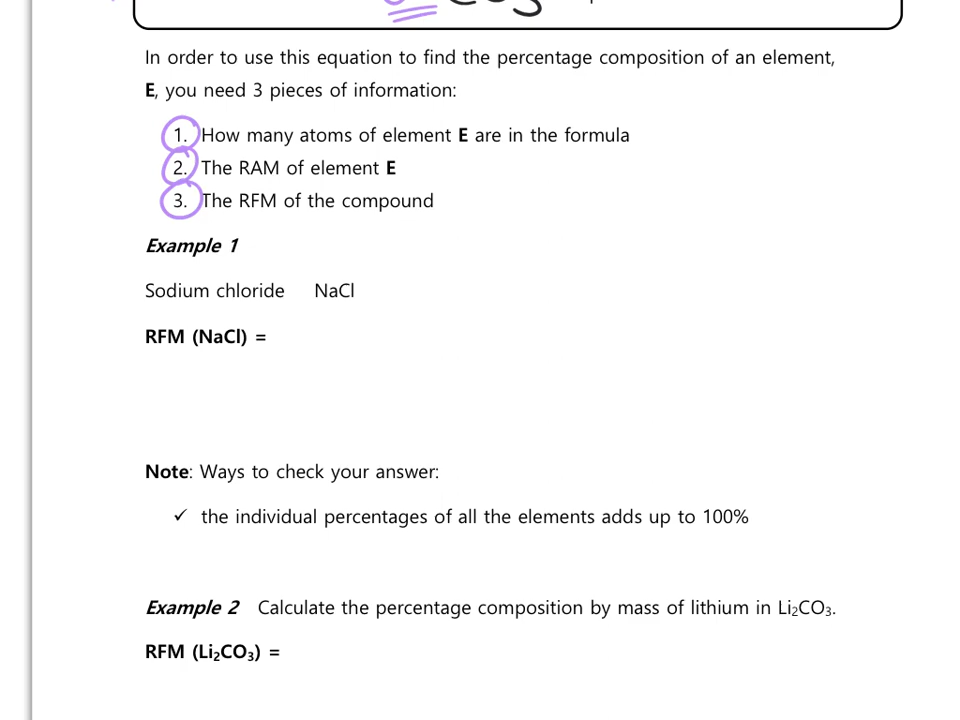 In order to use this equation to find the percentage composition of an element,
E, you need 3 pieces of information:
1. How many atoms of element E are in the formula
2. The RAM of element E
3. The RFM of the compound
Example 1
Sodium chloride NaCl
RFM (NaCl) =
Note: Ways to check your answer:
✓ the individual percentages of all the elements adds up to 100%
Example 2 Calculate the percentage composition by mass of lithium in Li₂CO₃.
RFM (Li₂CO₃) =